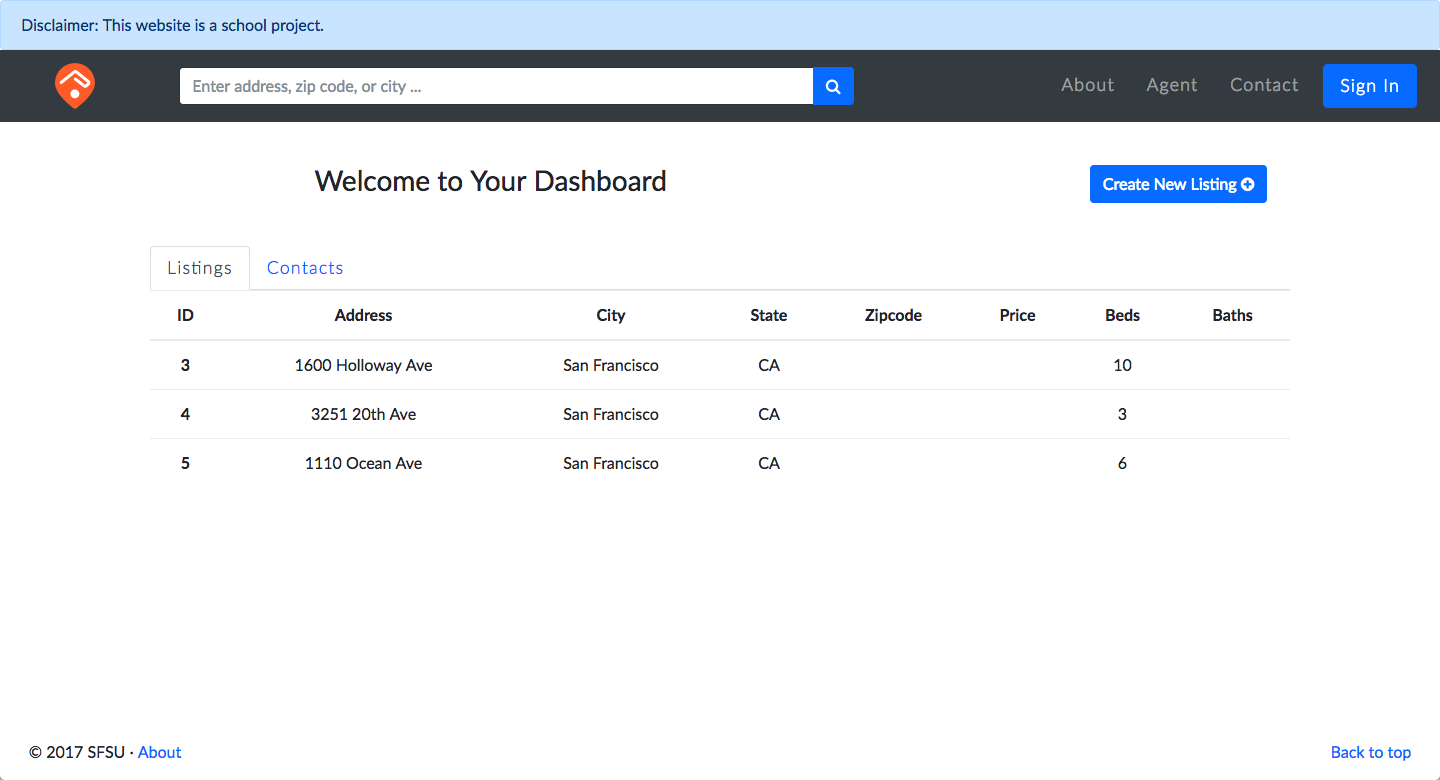 Disclaimer: This website is a school project.
Enter address, zip code, or city ...
About Agent Contact Sign In
Welcome to Your Dashboard
Create New Listing
Listings Contacts
ID Address City State Zipcode Price Beds Baths
3 1600 Holloway Ave San Francisco CA 10
4 3251 20th Ave San Francisco CA 3
5 1110 Ocean Ave San Francisco CA 6
© 2017 SFSU · About
Back to top